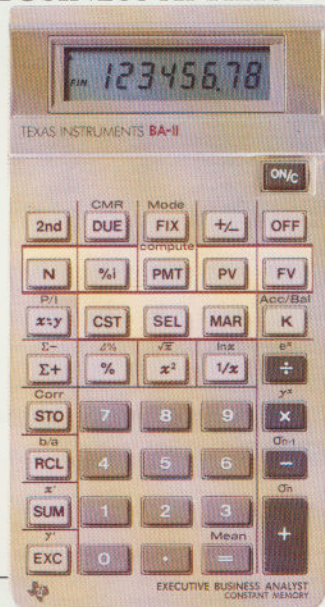 FIN 123456.78
TEXAS INSTRUMENTS BA-II
ON/C
CMR Mode
2nd DUE FIX +/− OFF
compute
N %i PMT PV FV
P/I Acc/Bal
x:y CST SEL MAR K
Σ− Δ% √x lnx eˣ
Σ+ % x² 1/x ÷
Corr yˣ
STO 7 8 9 ×
b/a σn-1
RCL 4 5 6 −
x' σn
SUM 1 2 3 +
y' Mean
EXC 0 . =
EXECUTIVE BUSINESS ANALYST
CONSTANT MEMORY